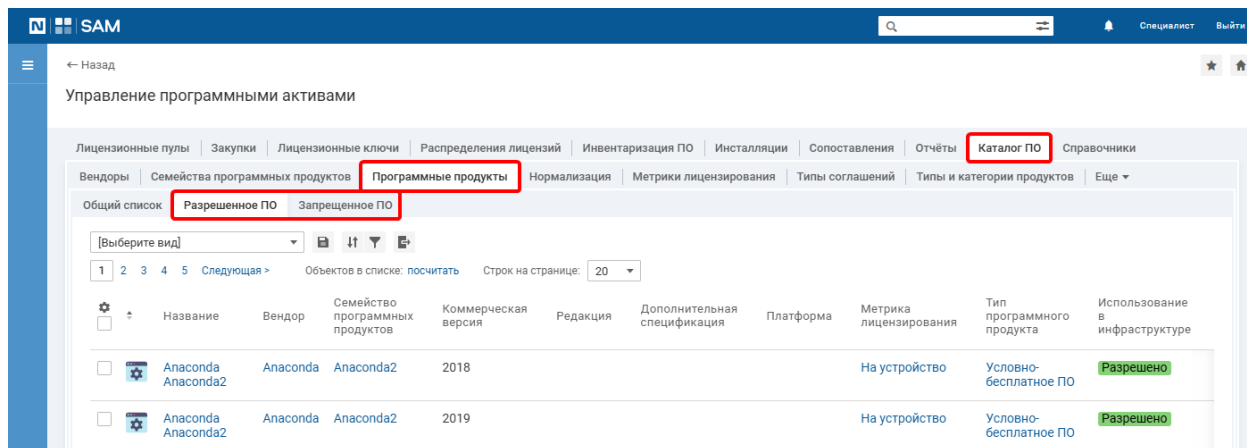 N SAM Специалист Выйти
← Назад
Управление программными активами
Лицензионные пулы Закупки Лицензионные ключи Распределения лицензий Инвентаризация ПО Инсталляции Сопоставления Отчёты Каталог ПО Справочники
Вендоры Семейства программных продуктов Программные продукты Нормализация Метрики лицензирования Типы соглашений Типы и категории продуктов Еще
Общий список Разрешенное ПО Запрещенное ПО
[Выберите вид]
1 2 3 4 5 Следующая > Объектов в списке: посчитать Строк на странице: 20
Название Вендор Семейство программных продуктов Коммерческая версия Редакция Дополнительная спецификация Платформа Метрика лицензирования Тип программного продукта Использование в инфраструктуре
Anaconda Anaconda2 Anaconda Anaconda2 2018 На устройство Условно-бесплатное ПО Разрешено
Anaconda Anaconda2 Anaconda Anaconda2 2019 На устройство Условно-бесплатное ПО Разрешено